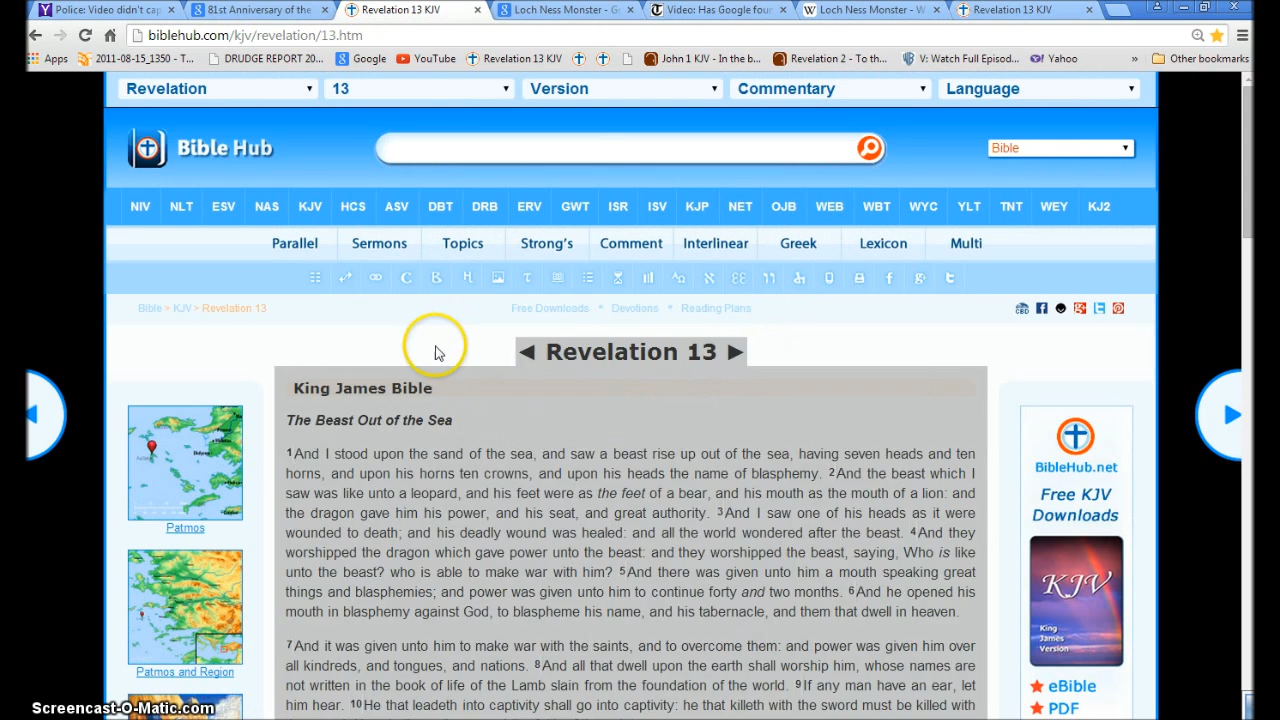 Police: Video didn't cap
81st Anniversary of the
Revelation 13 KJV
Loch Ness Monster - G
Video: Has Google four
Loch Ness Monster - W
Revelation 13 KJV
biblehub.com/kjv/revelation/13.htm
Apps
2011-08-15_1350 - T...
DRUDGE REPORT 20...
Google
YouTube
Revelation 13 KJV
John 1 KJV - In the b...
Revelation 2 - To th...
V: Watch Full Episod...
Yahoo
»
Other bookmarks
Revelation
13
Version
Commentary
Language
Bible Hub
Bible
NIV NLT ESV NAS KJV HCS ASV DBT DRB ERV GWT ISR ISV KJP NET OJB WEB WBT WYC YLT TNT WEY KJ2
Parallel Sermons Topics Strong's Comment Interlinear Greek Lexicon Multi
Bible > KJV > Revelation 13
Free Downloads * Devotions * Reading Plans
◄ Revelation 13 ►
King James Bible
The Beast Out of the Sea
1And I stood upon the sand of the sea, and saw a beast rise up out of the sea, having seven heads and ten
horns, and upon his horns ten crowns, and upon his heads the name of blasphemy. 2And the beast which I
saw was like unto a leopard, and his feet were as the feet of a bear, and his mouth as the mouth of a lion: and
the dragon gave him his power, and his seat, and great authority. 3And I saw one of his heads as it were
wounded to death; and his deadly wound was healed: and all the world wondered after the beast. 4And they
worshipped the dragon which gave power unto the beast: and they worshipped the beast, saying, Who is like
unto the beast? who is able to make war with him? 5And there was given unto him a mouth speaking great
things and blasphemies; and power was given unto him to continue forty and two months. 6And he opened his
mouth in blasphemy against God, to blaspheme his name, and his tabernacle, and them that dwell in heaven.
7And it was given unto him to make war with the saints, and to overcome them: and power was given him over
all kindreds, and tongues, and nations. 8And all that dwell upon the earth shall worship him, whose names are
not written in the book of life of the Lamb slain from the foundation of the world. 9If any man have an ear, let
him hear. 10He that leadeth into captivity shall go into captivity: he that killeth with the sword must be killed with
Patmos
Patmos and Region
BibleHub.net
Free KJV
Downloads
KJV
King
James
Version
eBible
PDF
Screencast-O-Matic.com